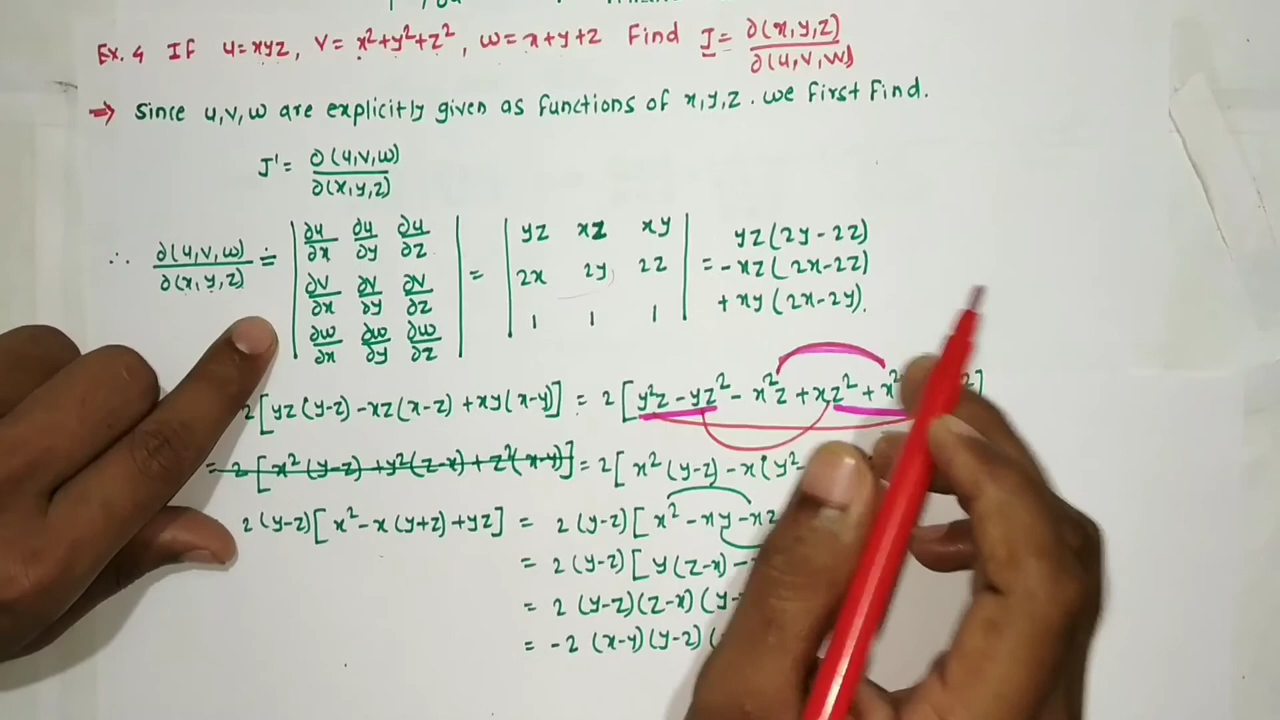 Ex. 4 If u=xyz, v= x²+y²+z², w=x+y+z Find J= ∂(x,y,z)/∂(u,v,w)
⇒ Since u,v,w are explicitly given as functions of x,y,z. we first find.
J' = ∂(u,v,w)/∂(x,y,z)
∴ ∂(u,v,w)/∂(x,y,z) = | ∂u/∂x ∂u/∂y ∂u/∂z | = | yz xz xy | yz(2y-2z)
| ∂v/∂x ∂v/∂y ∂v/∂z | | 2x 2y 2z | = -xz(2x-2z)
| ∂w/∂x ∂w/∂y ∂w/∂z | | 1 1 1 | +xy(2x-2y).
2[yz(y-z)-xz(x-z)+xy(x-y)] = 2[y²z-yz²-x²z+xz²+x²
= 2[x²(y-z)+y²(z-x)+z²(x-y)] = 2[x²(y-z)-x(y²
2(y-z)[x²-x(y+z)+yz] = 2(y-z)[x²-xy-xz
= 2(y-z)[y(z-x)-
= 2(y-z)(z-x)(y-
= -2(x-y)(y-z)(